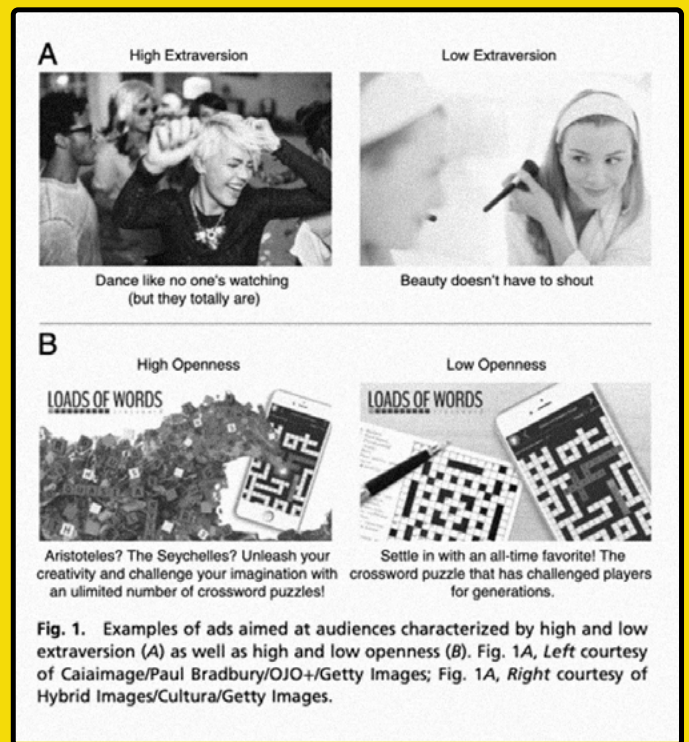 A
High Extraversion
Low Extraversion
Dance like no one's watching
(but they totally are)
Beauty doesn't have to shout
B
High Openness
Low Openness
LOADS OF WORDS
LOADS OF WORDS
Aristoteles? The Seychelles? Unleash your
creativity and challenge your imagination with
an ulimited number of crossword puzzles!
Settle in with an all-time favorite! The
crossword puzzle that has challenged players
for generations.
Fig. 1. Examples of ads aimed at audiences characterized by high and low
extraversion (A) as well as high and low openness (B). Fig. 1A, Left courtesy
of Caiaimage/Paul Bradbury/OJO+/Getty Images; Fig. 1A, Right courtesy of
Hybrid Images/Cultura/Getty Images.